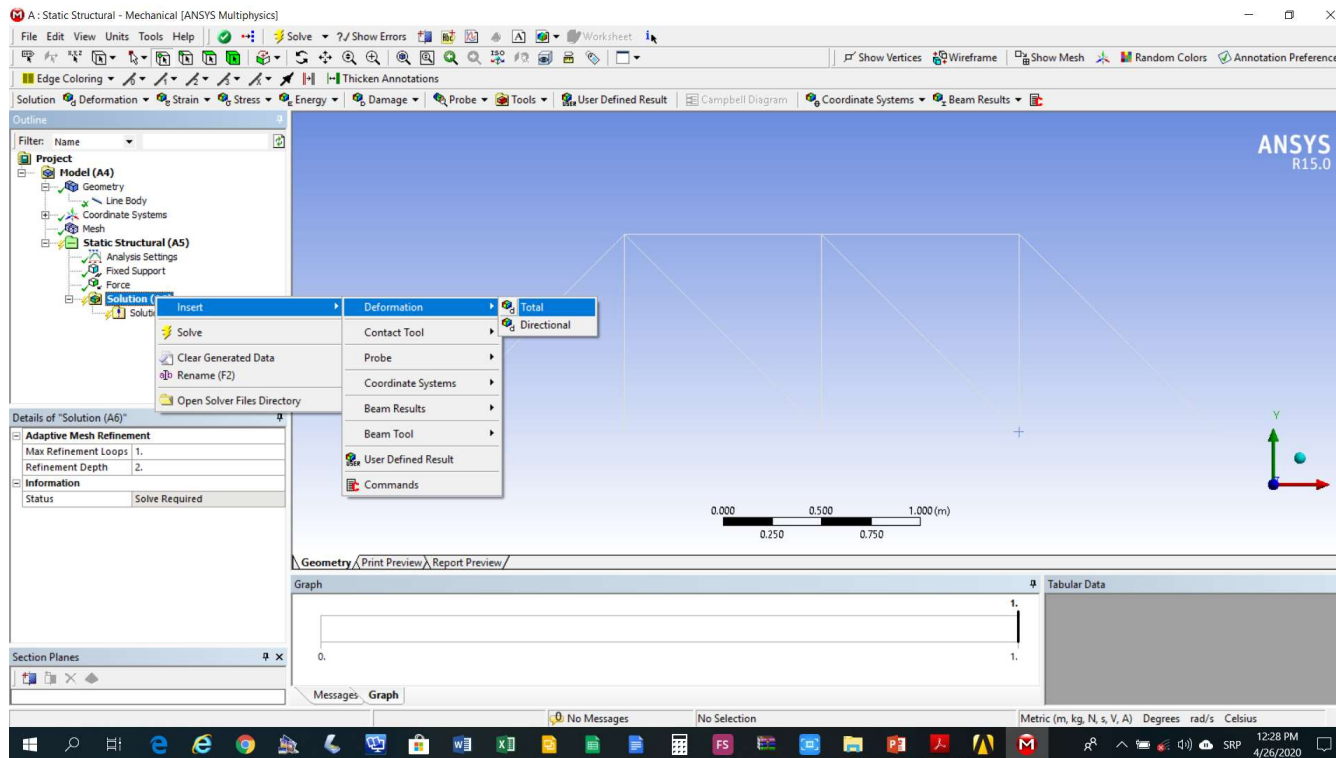 A : Static Structural - Mechanical [ANSYS Multiphysics]
File Edit View Units Tools Help Solve ?/ Show Errors Worksheet
Show Vertices Wireframe Show Mesh Random Colors Annotation Preference
Edge Coloring Thicken Annotations
Solution Deformation Strain Stress Energy Damage Probe Tools User Defined Result Campbell Diagram Coordinate Systems Beam Results
Outline
Filter: Name
Project
Model (A4)
Geometry
Line Body
Coordinate Systems
Mesh
Static Structural (A5)
Analysis Settings
Fixed Support
Force
Solution
Insert
Solve
Clear Generated Data
Rename (F2)
Open Solver Files Directory
Deformation
Contact Tool
Probe
Coordinate Systems
Beam Results
Beam Tool
User Defined Result
Commands
Total
Directional
ANSYS
R15.0
Y
0.000 0.500 1.000 (m)
0.250 0.750
Details of "Solution (A6)"
Adaptive Mesh Refinement
Max Refinement Loops 1.
Refinement Depth 2.
Information
Status Solve Required
Geometry Print Preview Report Preview
Graph
1.
0. 1.
Messages Graph
Tabular Data
Section Planes
No Messages No Selection Metric (m, kg, N, s, V, A) Degrees rad/s Celsius
SRP
12:28 PM
4/26/2020